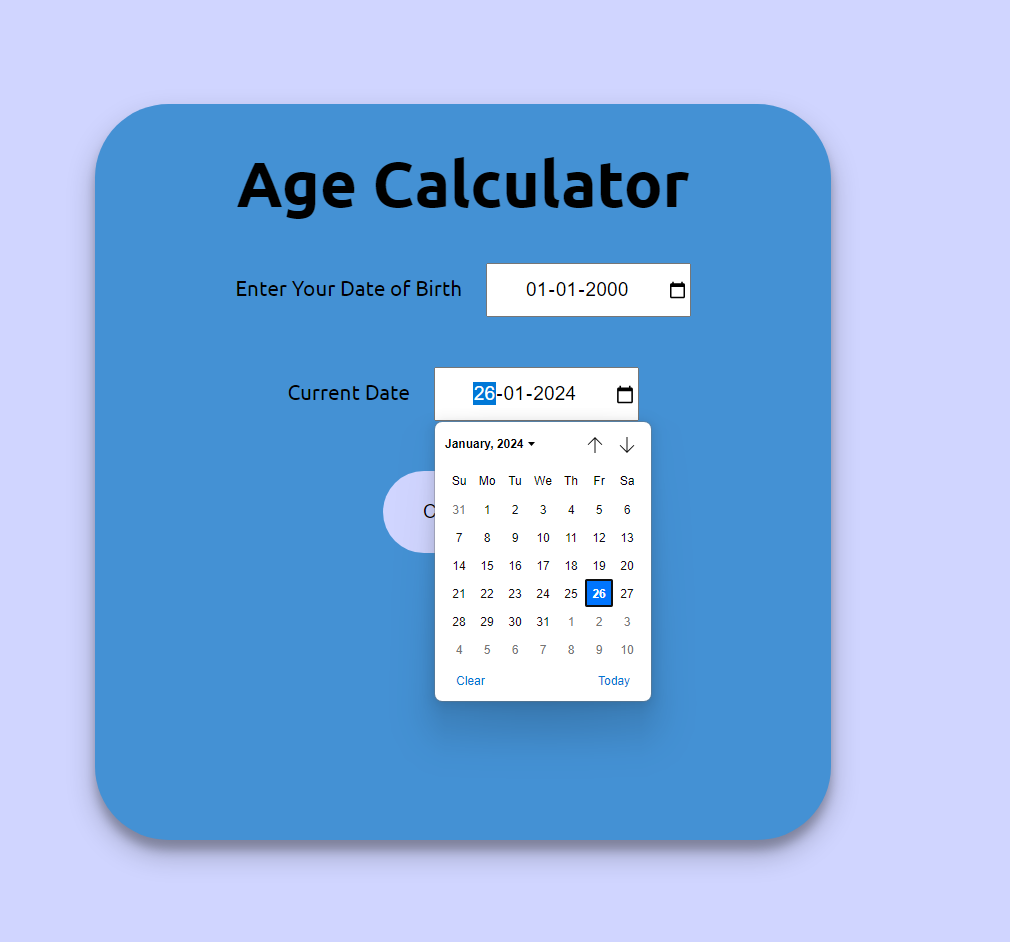 Age Calculator
Enter Your Date of Birth 01-01-2000
Current Date 26-01-2024
January, 2024
Su Mo Tu We Th Fr Sa
31 1 2 3 4 5 6
7 8 9 10 11 12 13
14 15 16 17 18 19 20
21 22 23 24 25 26 27
28 29 30 31 1 2 3
4 5 6 7 8 9 10
Clear Today